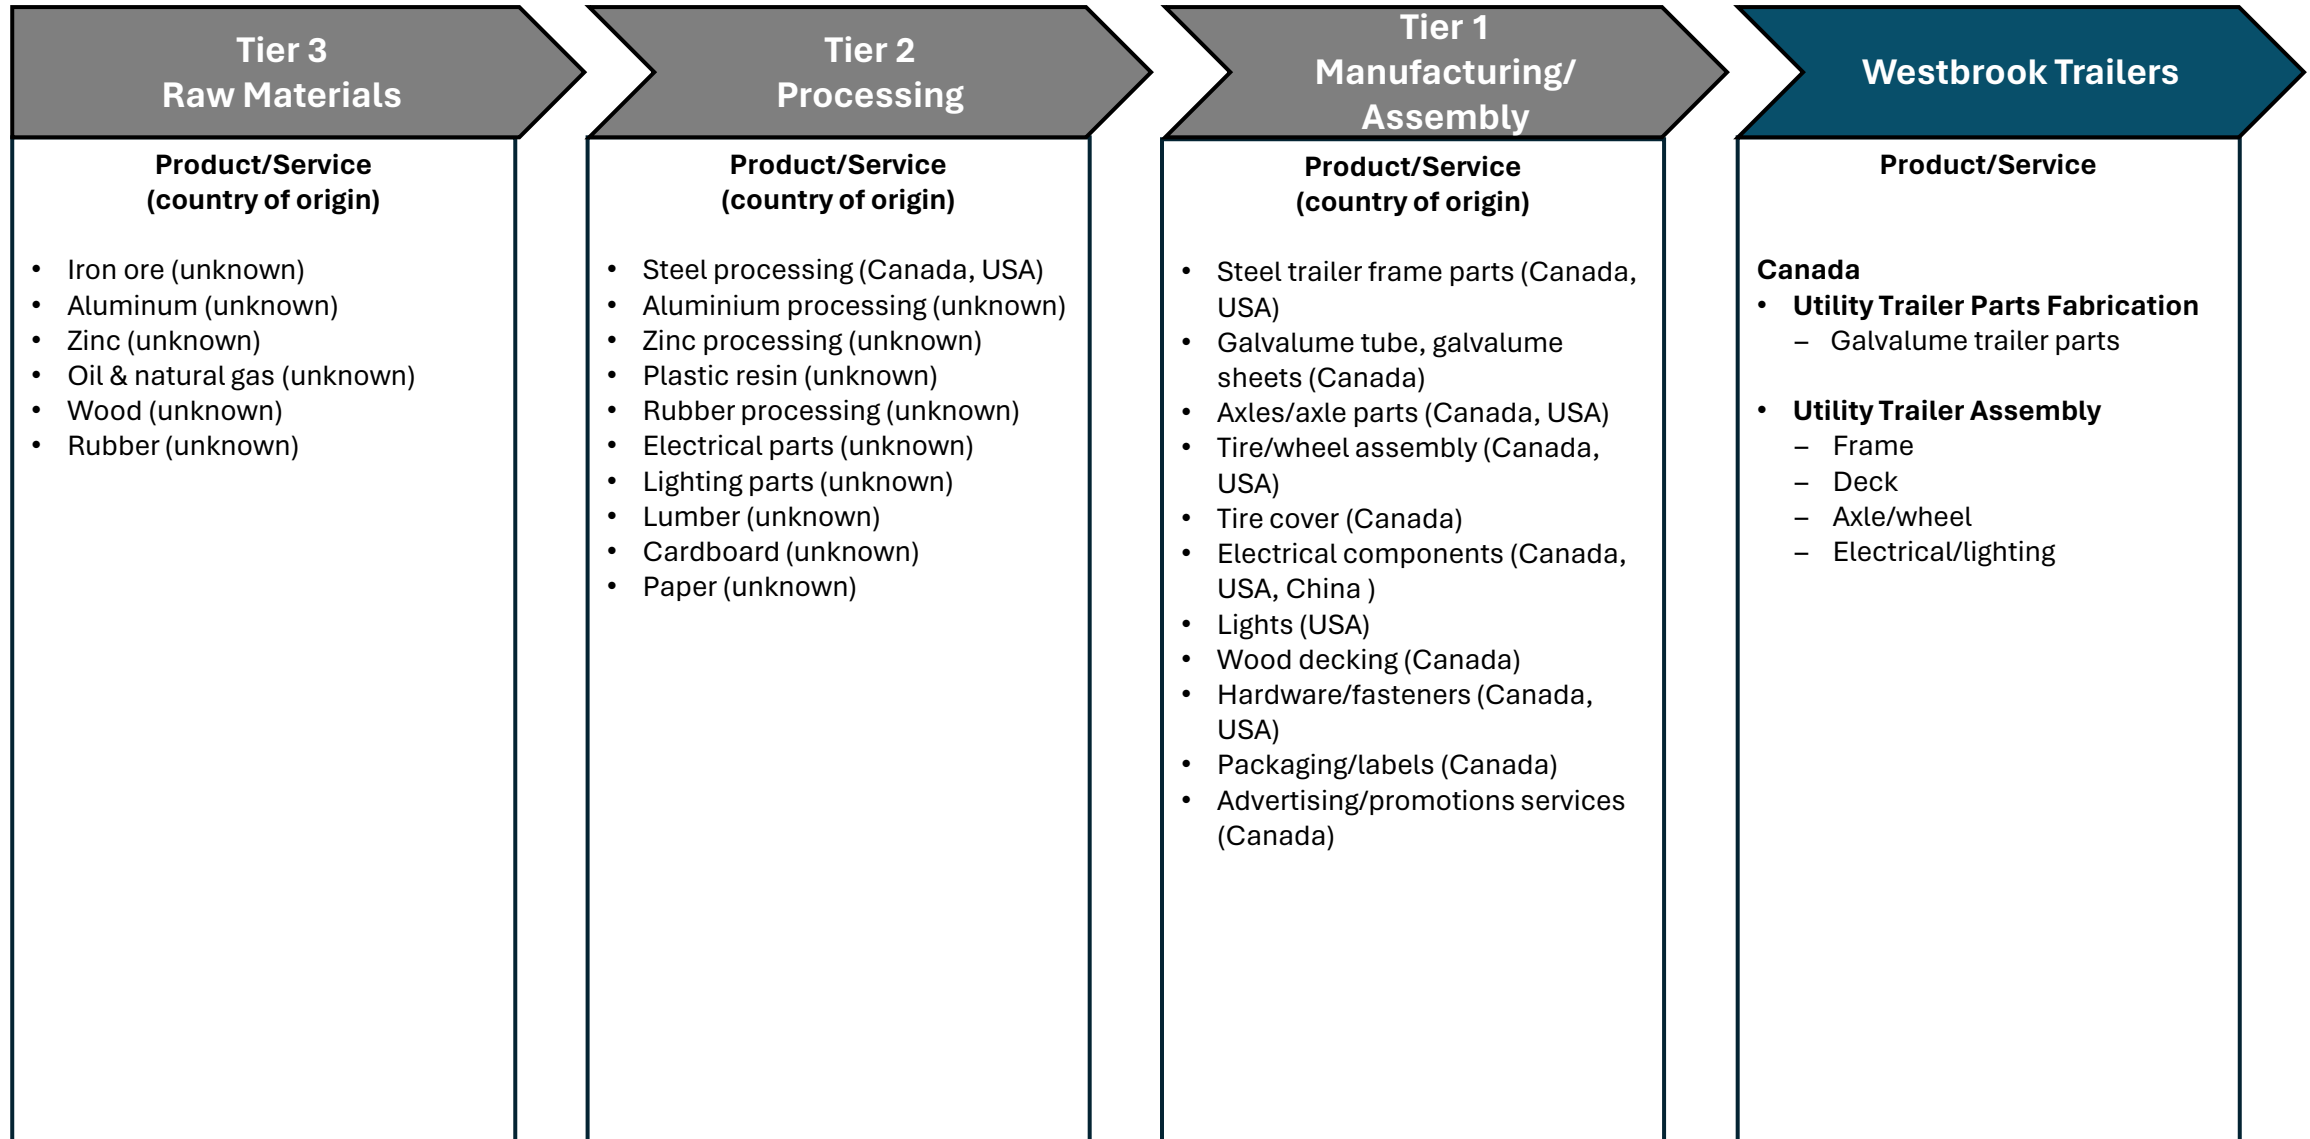 Tier 3
Raw Materials
Product/Service
(country of origin)
• Iron ore (unknown)
• Aluminum (unknown)
• Zinc (unknown)
• Oil & natural gas (unknown)
• Wood (unknown)
• Rubber (unknown)
Tier 2
Processing
Product/Service
(country of origin)
• Steel processing (Canada, USA)
• Aluminium processing (unknown)
• Zinc processing (unknown)
• Plastic resin (unknown)
• Rubber processing (unknown)
• Electrical parts (unknown)
• Lighting parts (unknown)
• Lumber (unknown)
• Cardboard (unknown)
• Paper (unknown)
Tier 1
Manufacturing/
Assembly
Product/Service
(country of origin)
• Steel trailer frame parts (Canada,
USA)
• Galvalume tube, galvalume
sheets (Canada)
• Axles/axle parts (Canada, USA)
• Tire/wheel assembly (Canada,
USA)
• Tire cover (Canada)
• Electrical components (Canada,
USA, China )
• Lights (USA)
• Wood decking (Canada)
• Hardware/fasteners (Canada,
USA)
• Packaging/labels (Canada)
• Advertising/promotions services
(Canada)
Westbrook Trailers
Product/Service
Canada
• Utility Trailer Parts Fabrication
– Galvalume trailer parts
• Utility Trailer Assembly
– Frame
– Deck
– Axle/wheel
– Electrical/lighting